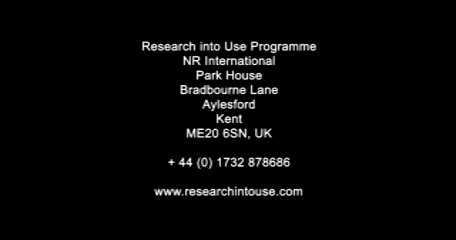 Research into Use Programme
NR International
Park House
Bradbourne Lane
Aylesford
Kent
ME20 6SN, UK
+ 44 (0) 1732 878686
www.researchintouse.com